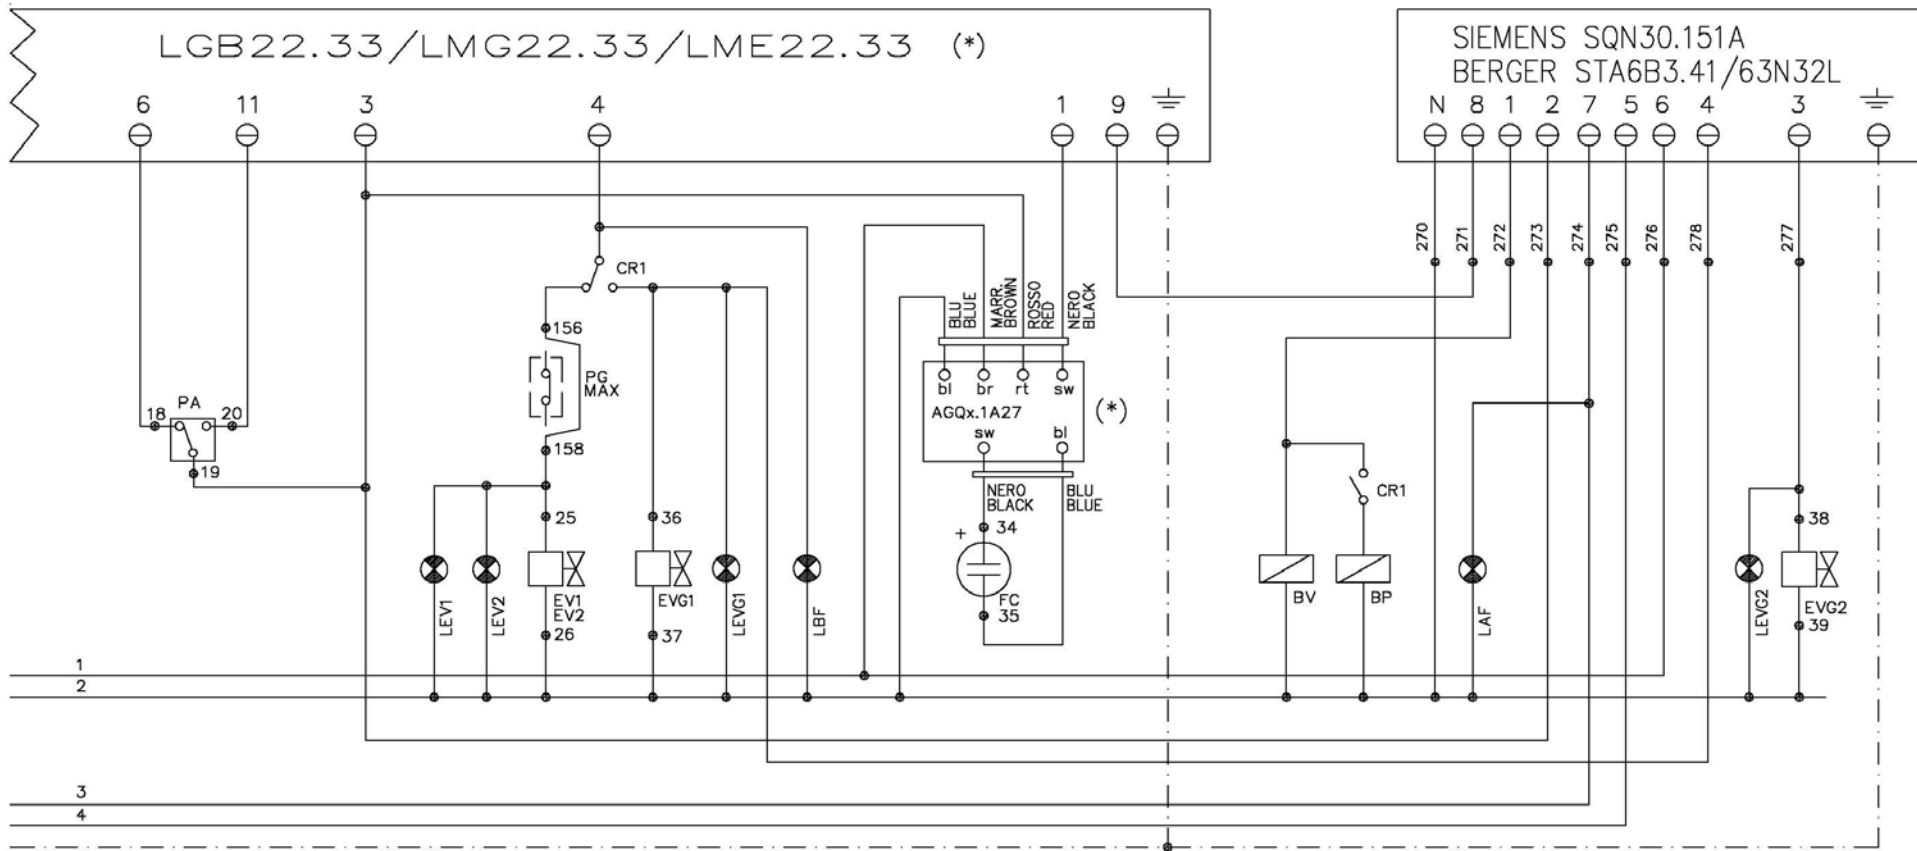 LGB22.33/LMG22.33/LME22.33 (*)
SIEMENS SQN30.151A
BERGER STA6B3.41/63N32L
6 11 3 4 1 9
N 8 1 2 7 5 6 4 3
270 271 272 273 274 275 276 278 277
CR1
BLU
BLUE
MARR.
BROWN
ROSSO
RED
NERO
BLACK
156
PG
MAX
158
bl br rt sw
AGQx.1A27
(*)
sw bl
PA
18 20
19
NERO
BLACK
BLU
BLUE
CR1
25 36 + 34 38
LEV1
LEV2
EV1
EV2
26
EVG1
37
LEVG1
LBF
FC
35
BV
BP
LAF
LEVG2
EVG2
39
1
2
3
4